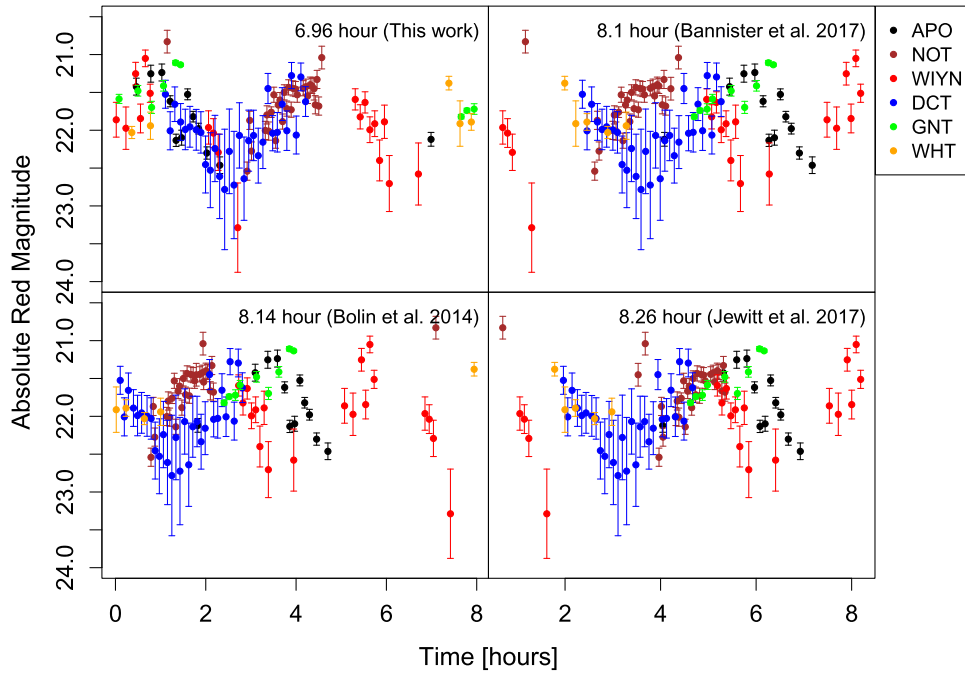 6.96 hour (This work)
8.1 hour (Bannister et al. 2017)
APO
NOT
WIYN
DCT
GNT
WHT
21.0
22.0
23.0
24.0
Absolute Red Magnitude
8.14 hour (Bolin et al. 2014)
8.26 hour (Jewitt et al. 2017)
21.0
22.0
23.0
24.0
0 2 4 6 8 2 4 6 8
Time [hours]